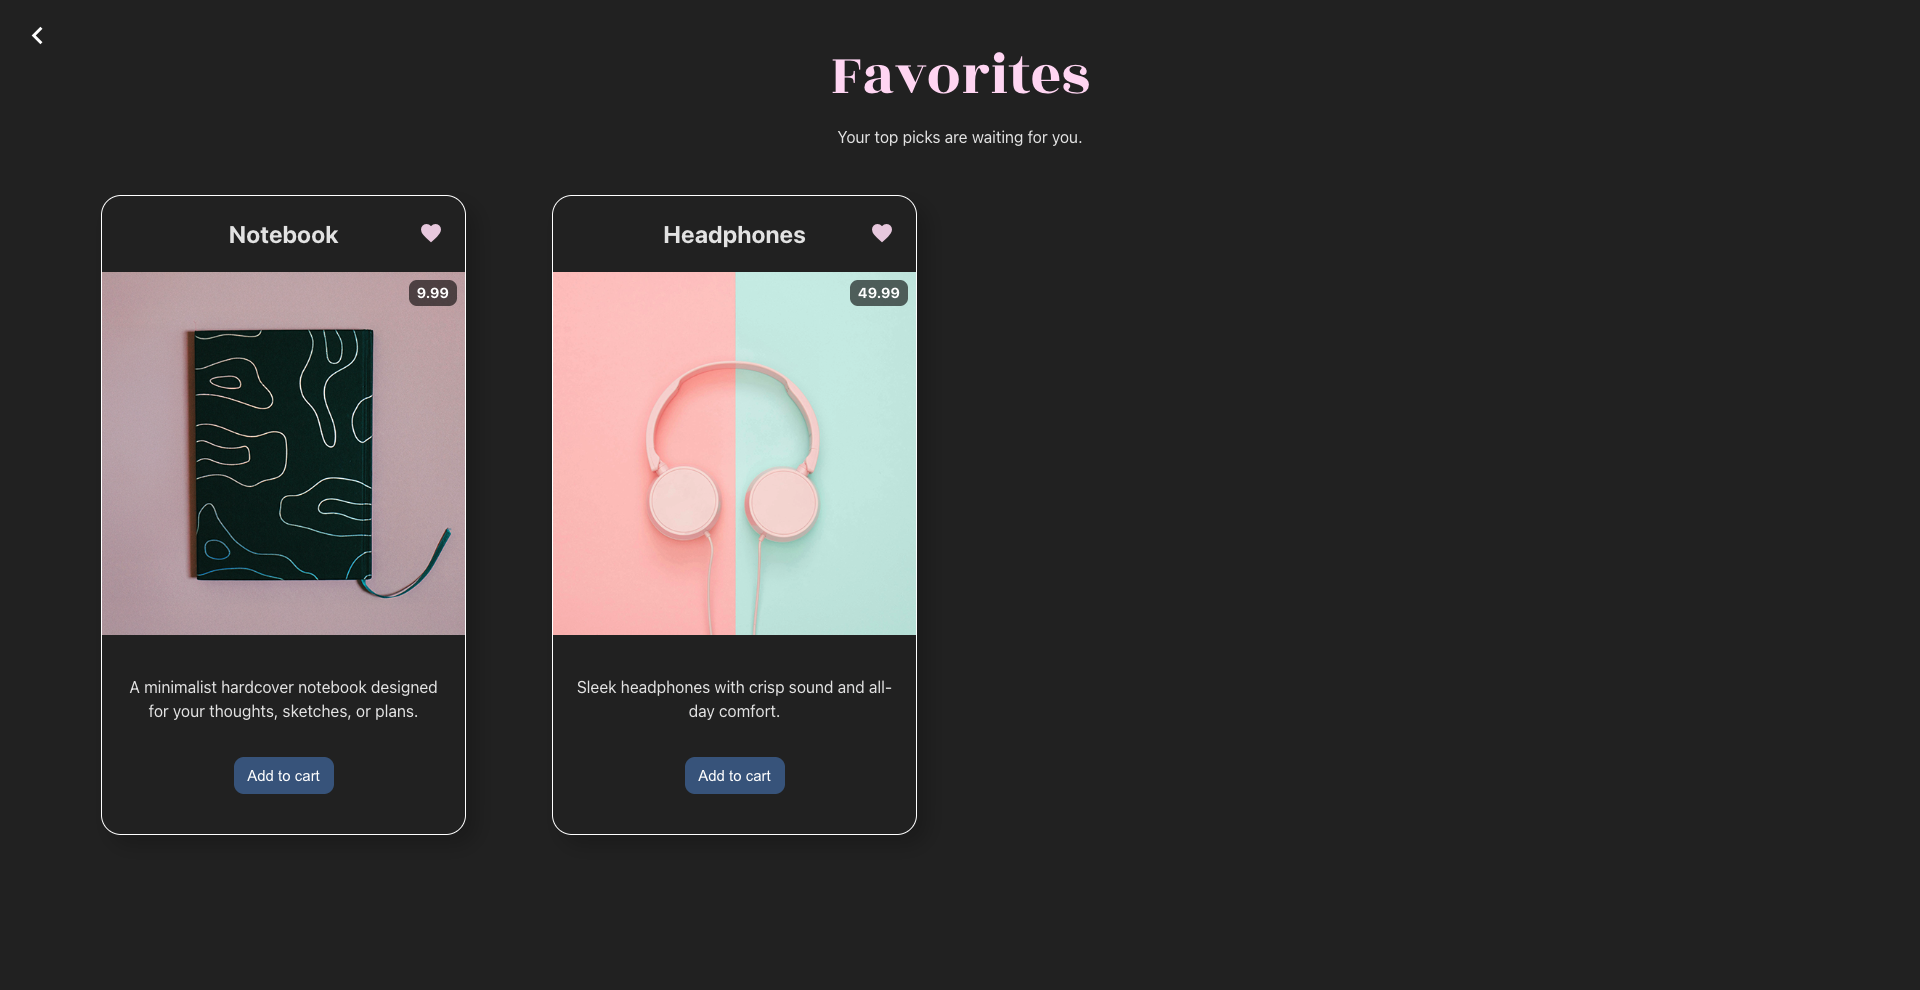 Favorites
Your top picks are waiting for you.
Notebook
9.99
A minimalist hardcover notebook designed
for your thoughts, sketches, or plans.
Add to cart
Headphones
49.99
Sleek headphones with crisp sound and all-
day comfort.
Add to cart